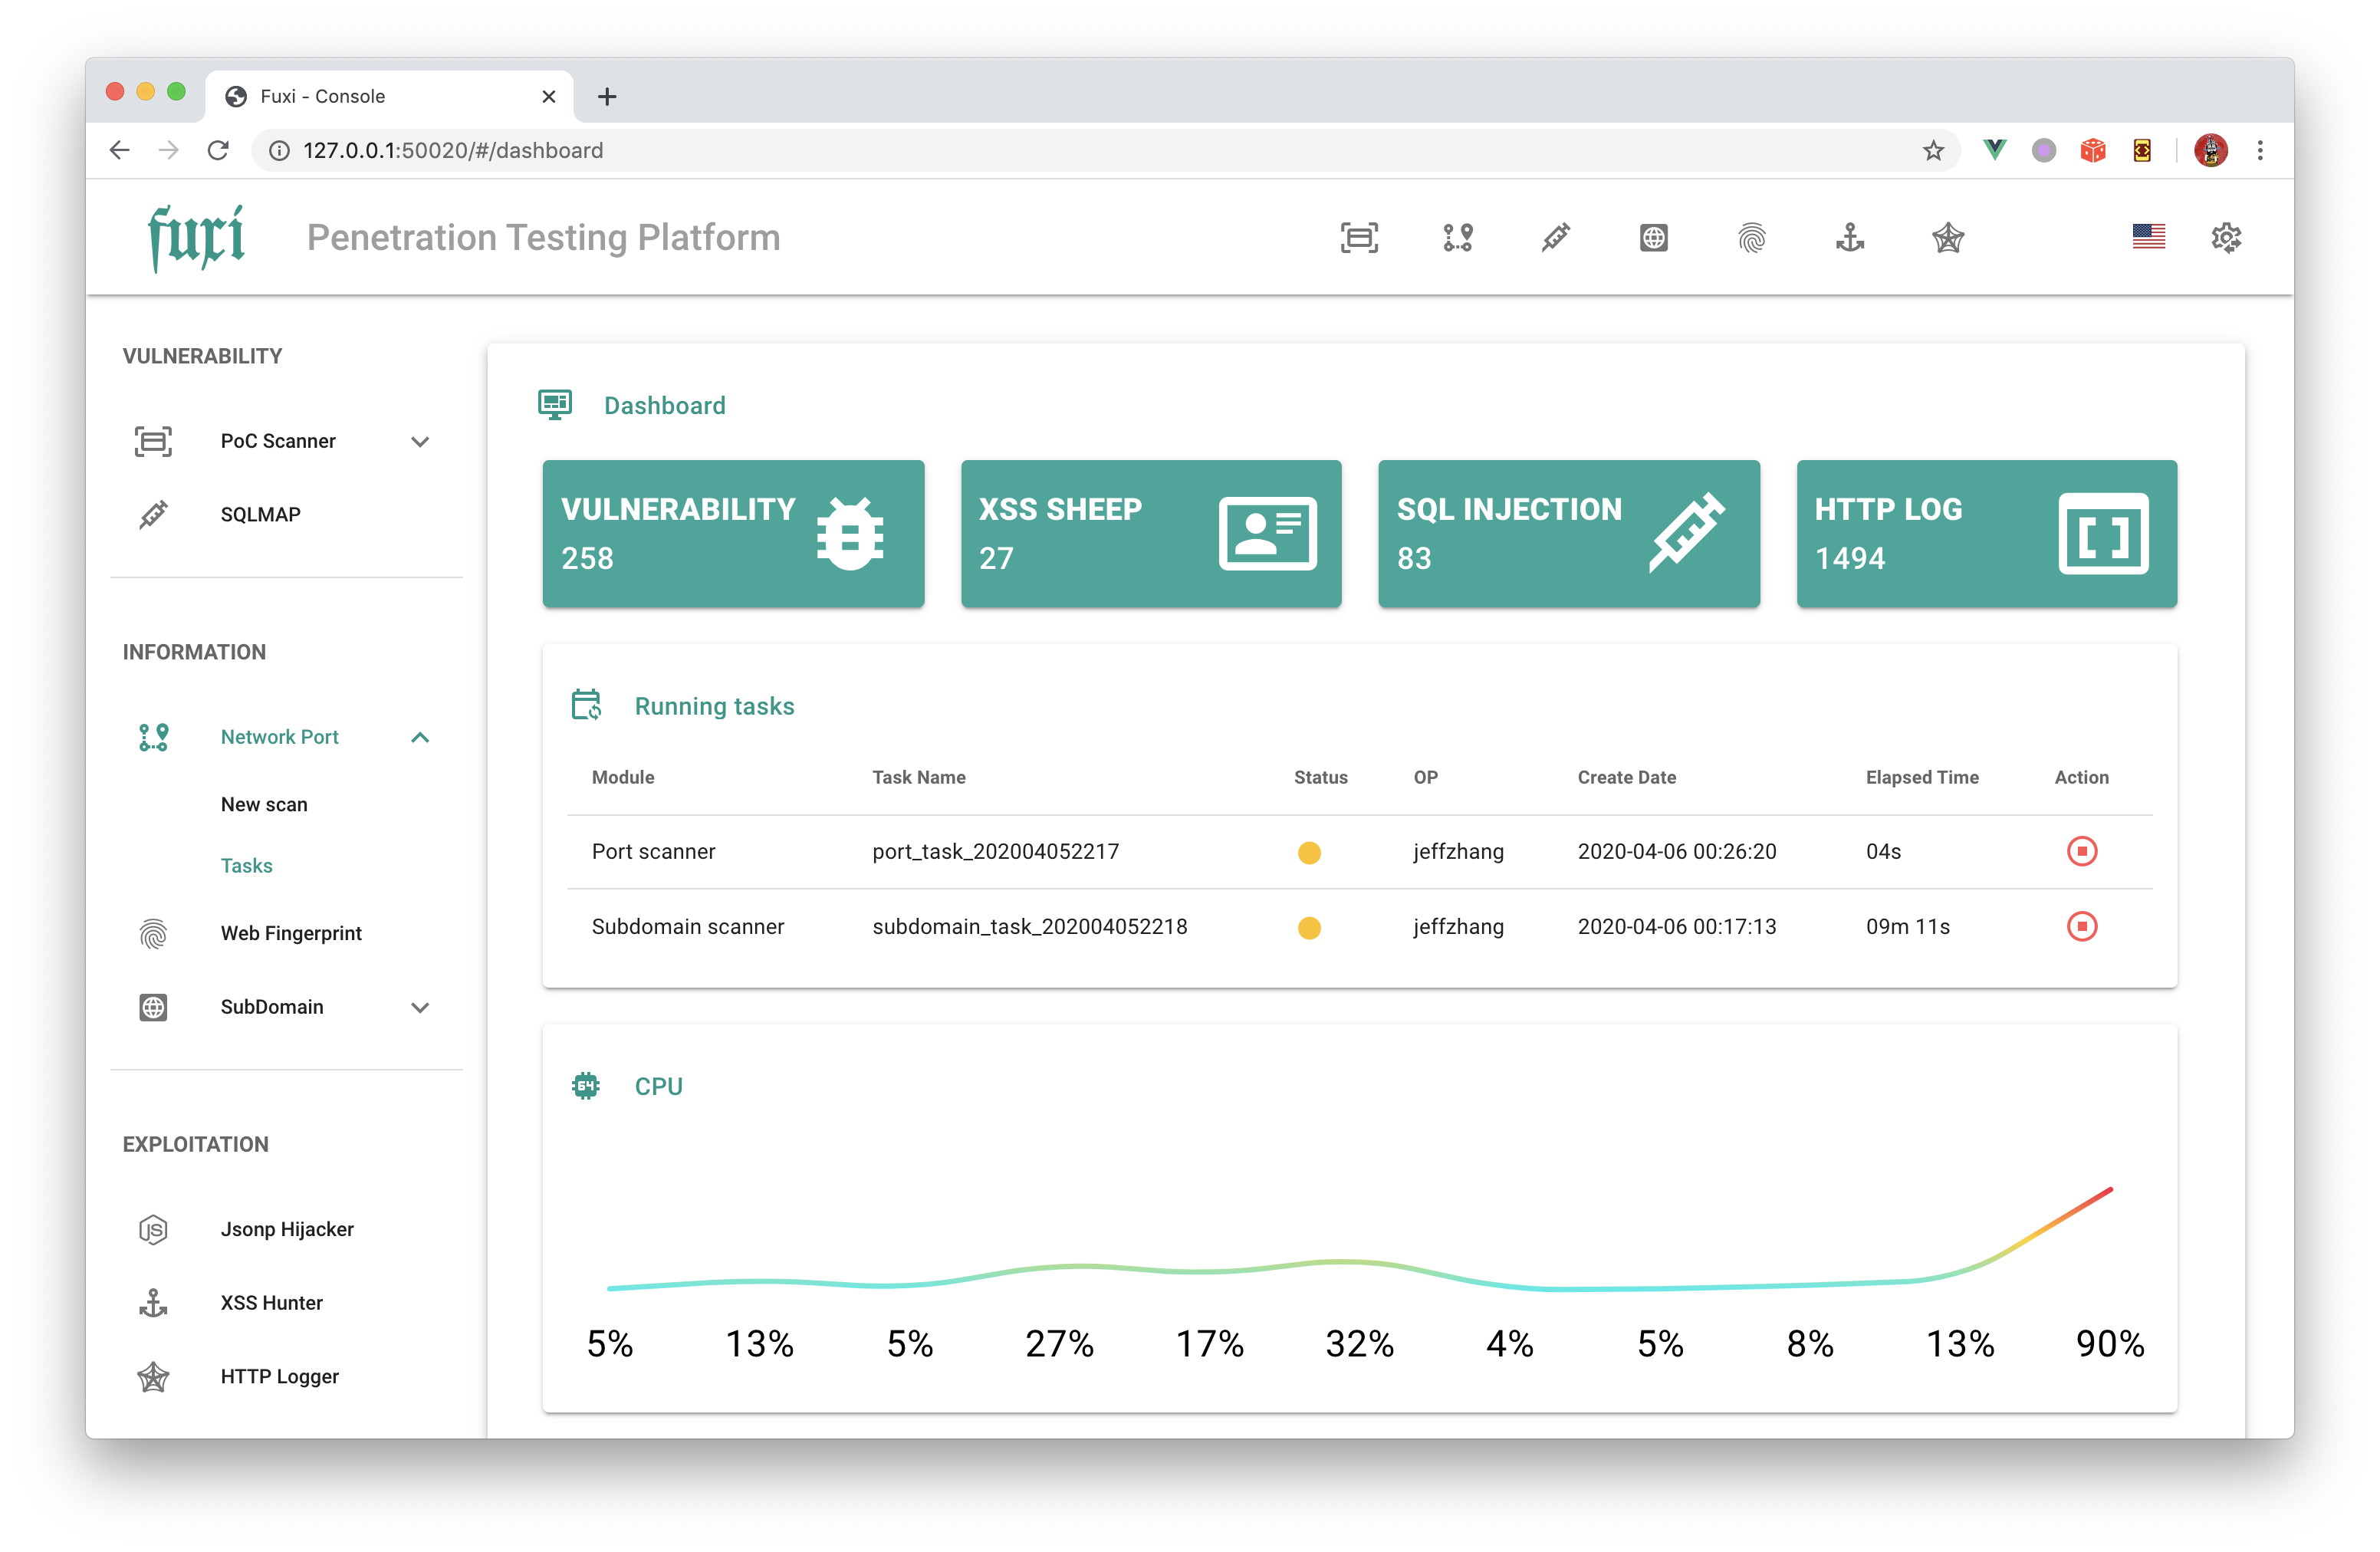 Fuxi - Console
127.0.0.1:50020/#/dashboard
fuxi
Penetration Testing Platform
VULNERABILITY
PoC Scanner
SQLMAP
INFORMATION
Network Port
New scan
Tasks
Web Fingerprint
SubDomain
EXPLOITATION
Jsonp Hijacker
XSS Hunter
HTTP Logger
Dashboard
VULNERABILITY
258
XSS SHEEP
27
SQL INJECTION
83
HTTP LOG
1494
Running tasks
Module Task Name Status OP Create Date Elapsed Time Action
Port scanner port_task_202004052217 jeffzhang 2020-04-06 00:26:20 04s
Subdomain scanner subdomain_task_202004052218 jeffzhang 2020-04-06 00:17:13 09m 11s
64 CPU
5% 13% 5% 27% 17% 32% 4% 5% 8% 13% 90%